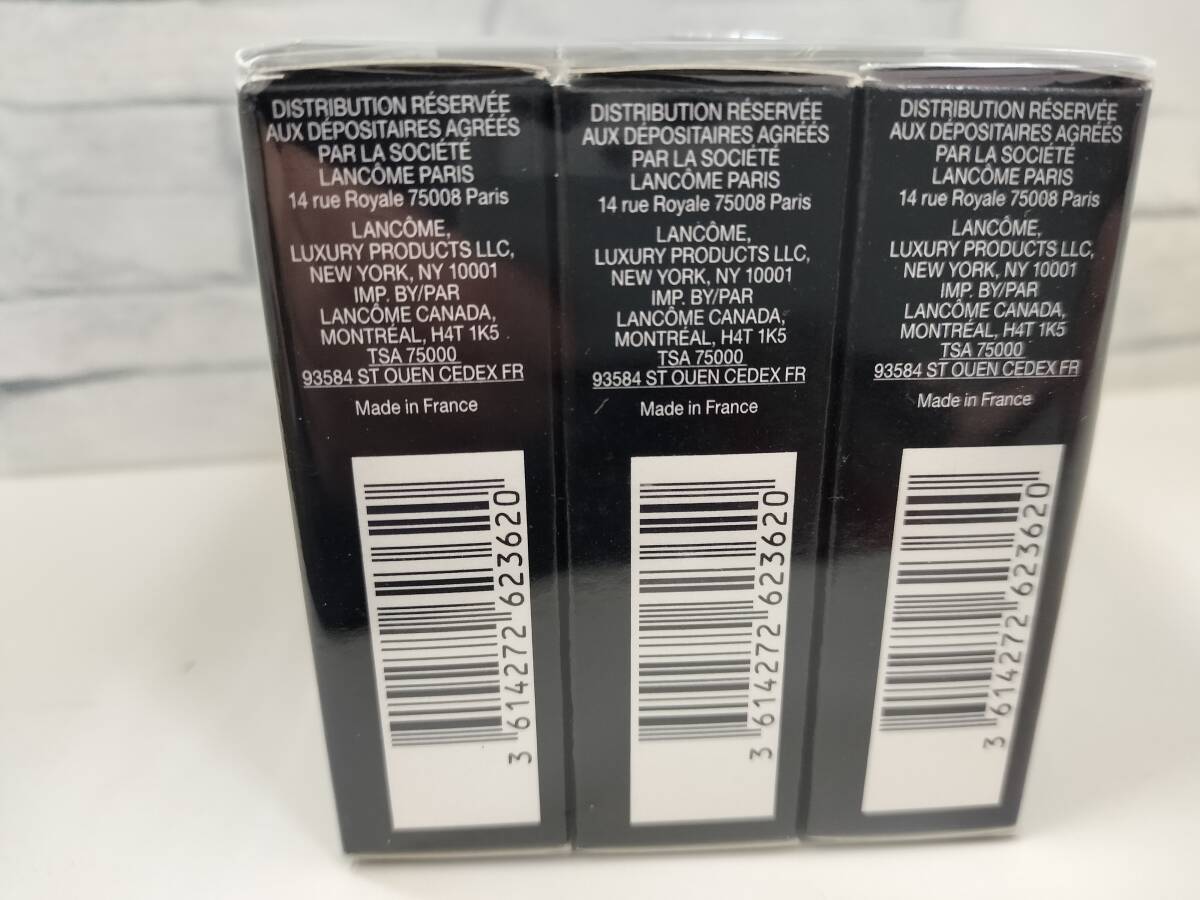 DISTRIBUTION RÉSERVÉE
AUX DÉPOSITAIRES AGRÉÉS
PAR LA SOCIÉTÉ
LANCÔME PARIS
14 rue Royale 75008 Paris
LANCÔME,
LUXURY PRODUCTS LLC,
NEW YORK, NY 10001
IMP. BY/PAR
LANCÔME CANADA,
MONTRÉAL, H4T 1K5
TSA 75000
93584 ST OUEN CEDEX FR
Made in France
3 614272 623620
DISTRIBUTION RÉSERVÉE
AUX DÉPOSITAIRES AGRÉÉS
PAR LA SOCIÉTÉ
LANCÔME PARIS
14 rue Royale 75008 Paris
LANCÔME,
LUXURY PRODUCTS LLC,
NEW YORK, NY 10001
IMP. BY/PAR
LANCÔME CANADA,
MONTRÉAL, H4T 1K5
TSA 75000
93584 ST OUEN CEDEX FR
Made in France
3 614272 623620
DISTRIBUTION RÉSERVÉE
AUX DÉPOSITAIRES AGRÉÉS
PAR LA SOCIÉTÉ
LANCÔME PARIS
14 rue Royale 75008 Paris
LANCÔME,
LUXURY PRODUCTS LLC,
NEW YORK, NY 10001
IMP. BY/PAR
LANCÔME CANADA,
MONTRÉAL, H4T 1K5
TSA 75000
93584 ST OUEN CEDEX FR
Made in France
3 614272 623620